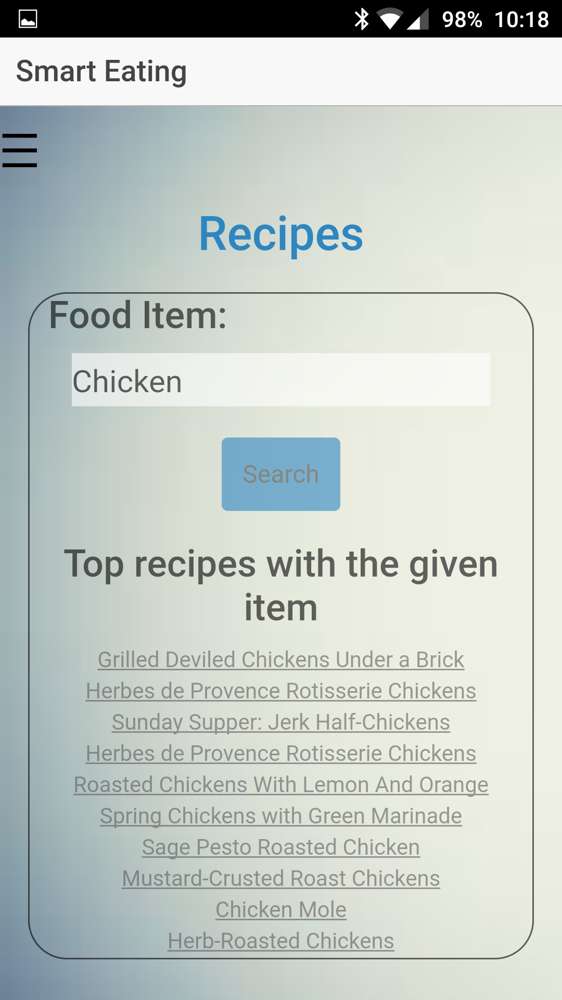 98% 10:18
Smart Eating
Recipes
Food Item:
Chicken
Search
Top recipes with the given
item
Grilled Deviled Chickens Under a Brick
Herbes de Provence Rotisserie Chickens
Sunday Supper: Jerk Half-Chickens
Herbes de Provence Rotisserie Chickens
Roasted Chickens With Lemon And Orange
Spring Chickens with Green Marinade
Sage Pesto Roasted Chicken
Mustard-Crusted Roast Chickens
Chicken Mole
Herb-Roasted Chickens